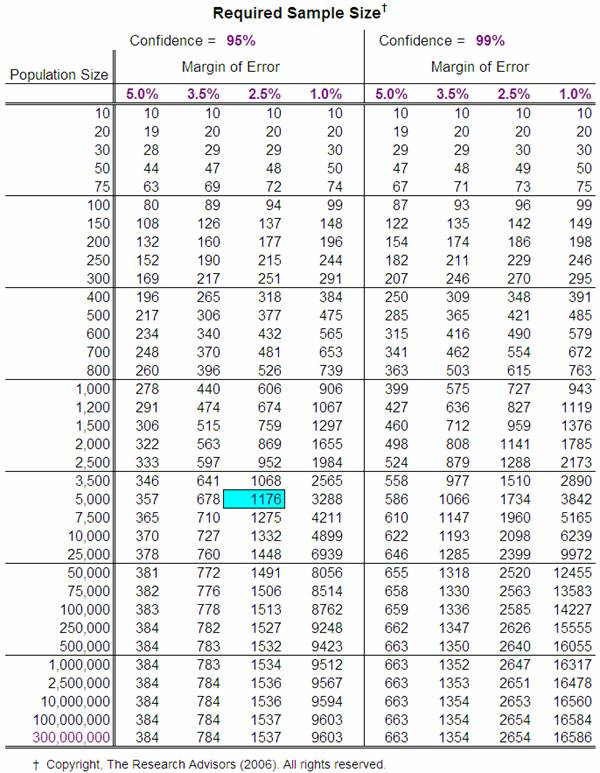 Required Sample Size†
Confidence = 95% Confidence = 99%
Population Size Margin of Error Margin of Error
5.0% 3.5% 2.5% 1.0% 5.0% 3.5% 2.5% 1.0%
10 10 10 10 10 10 10 10 10
20 19 20 20 20 19 20 20 20
30 28 29 29 30 29 29 30 30
50 44 47 48 50 47 48 49 50
75 63 69 72 74 67 71 73 75
100 80 89 94 99 87 93 96 99
150 108 126 137 148 122 135 142 149
200 132 160 177 196 154 174 186 198
250 152 190 215 244 182 211 229 246
300 169 217 251 291 207 246 270 295
400 196 265 318 384 250 309 348 391
500 217 306 377 475 285 365 421 485
600 234 340 432 565 315 416 490 579
700 248 370 481 653 341 462 554 672
800 260 396 526 739 363 503 615 763
1,000 278 440 606 906 399 575 727 943
1,200 291 474 674 1067 427 636 827 1119
1,500 306 515 759 1297 460 712 959 1376
2,000 322 563 869 1655 498 808 1141 1785
2,500 333 597 952 1984 524 879 1288 2173
3,500 346 641 1068 2565 558 977 1510 2890
5,000 357 678 1176 3288 586 1066 1734 3842
7,500 365 710 1275 4211 610 1147 1960 5165
10,000 370 727 1332 4899 622 1193 2098 6239
25,000 378 760 1448 6939 646 1285 2399 9972
50,000 381 772 1491 8056 655 1318 2520 12455
75,000 382 776 1506 8514 658 1330 2563 13583
100,000 383 778 1513 8762 659 1336 2585 14227
250,000 384 782 1527 9248 662 1347 2626 15555
500,000 384 783 1532 9423 663 1350 2640 16055
1,000,000 384 783 1534 9512 663 1352 2647 16317
2,500,000 384 784 1536 9567 663 1353 2651 16478
10,000,000 384 784 1536 9594 663 1354 2653 16560
100,000,000 384 784 1537 9603 663 1354 2654 16584
300,000,000 384 784 1537 9603 663 1354 2654 16586
† Copyright, The Research Advisors (2006). All rights reserved.